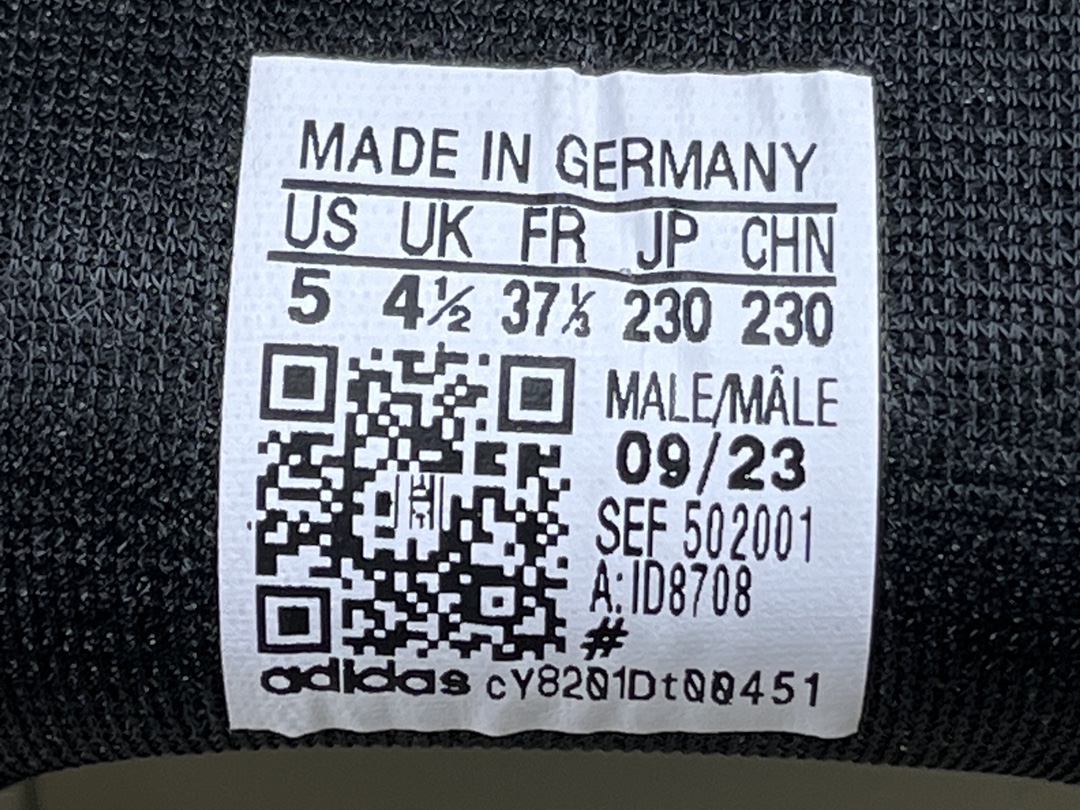 MADE IN GERMANY
US UK FR JP CHN
5 4½ 37⅓ 230 230
MALE/MÂLE
09/23
SEF 502001
A: ID8708
#
adidas cY8201Dt00451